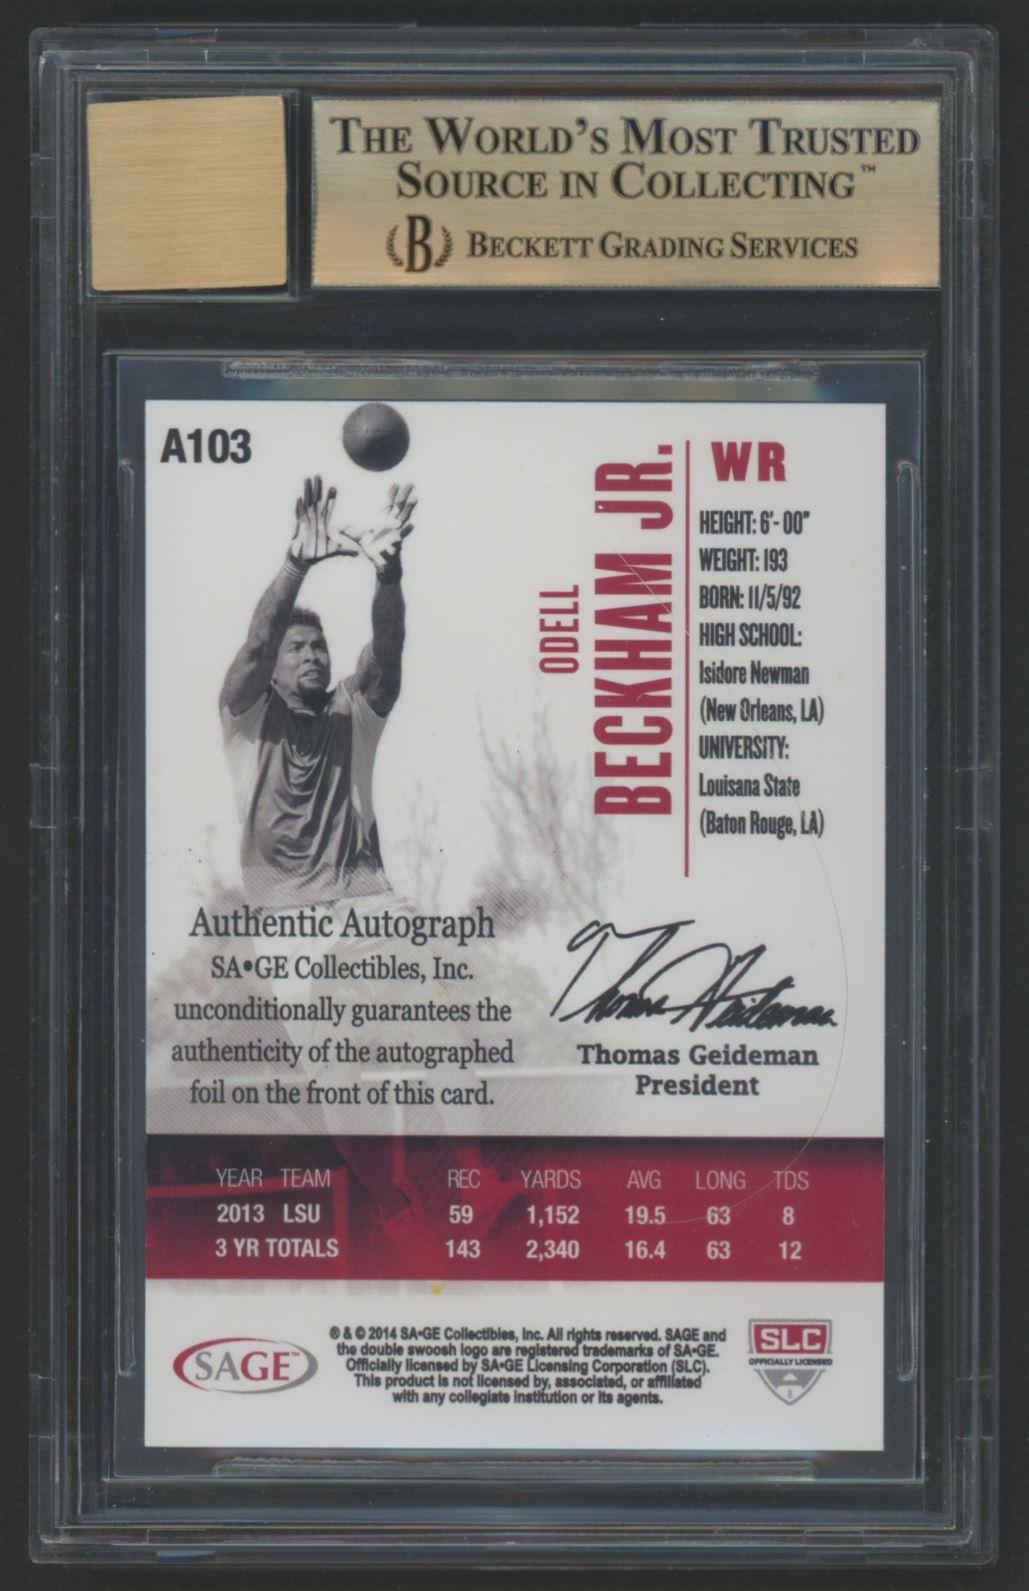 THE WORLD'S MOST TRUSTED
SOURCE IN COLLECTING™
B BECKETT GRADING SERVICES
A103
ODELL
BECKHAM JR.
WR
HEIGHT: 6'- 00"
WEIGHT: 193
BORN: 11/5/92
HIGH SCHOOL:
Isidore Newman
(New Orleans, LA)
UNIVERSITY:
Louisana State
(Baton Rouge, LA)
Authentic Autograph
SA•GE Collectibles, Inc.
unconditionally guarantees the
authenticity of the autographed
foil on the front of this card.
Thomas Geideman
Thomas Geideman
President
YEAR TEAM REC YARDS AVG LONG TDS
2013 LSU 59 1,152 19.5 63 8
3 YR TOTALS 143 2,340 16.4 63 12
SAGE™
® & © 2014 SA•GE Collectibles, Inc. All rights reserved. SAGE and
the double swoosh logo are registered trademarks of SA•GE.
Officially licensed by SA•GE Licensing Corporation (SLC).
This product is not licensed by, associated, or affiliated
with any collegiate institution or its agents.
SLC
OFFICIALLY LICENSED